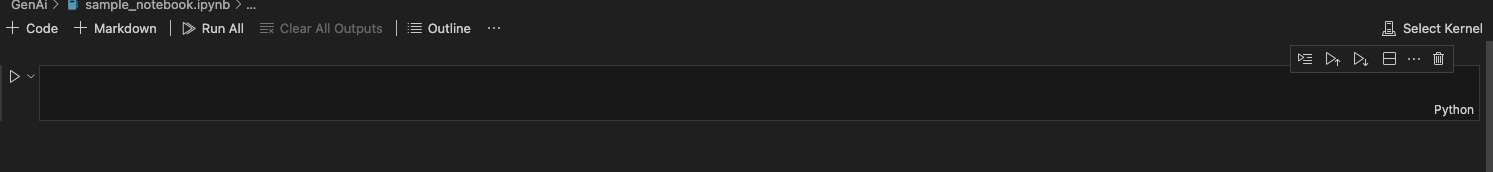 GenAi > sample_notebook.ipynb > ...
+ Code + Markdown | Run All Clear All Outputs | Outline ... Select Kernel
...
Python